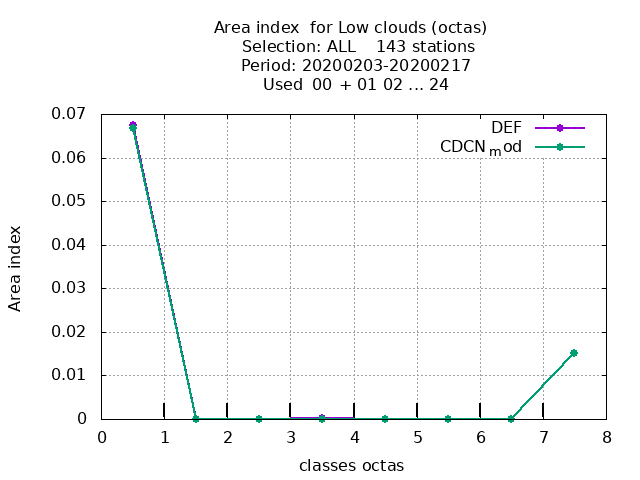 Area index  for Low clouds (octas)
Selection: ALL    143 stations
Period: 20200203-20200217
Used  00  + 01 02 ... 24
DEF
CDCNmod
0.07
0.06
0.05
0.04
0.03
0.02
0.01
0
Area index
0 1 2 3 4 5 6 7 8
classes octas